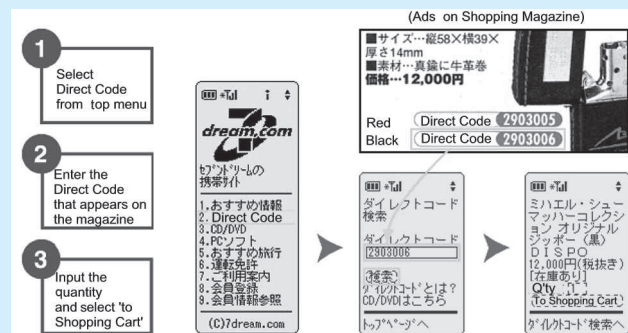 (Ads on Shopping Magazine)
1
Select
Direct Code
from top menu
2
Enter the
Direct Code
that appears on
the magazine
3
Input the
quantity
and select 'to
Shopping Cart'
7
dream.com
セブンドリームの
携帯サイト
1.おすすめ情報
2. Direct Code
3.CD/DVD
4.PCソフト
5.おすすめ旅行
6.運転免許
7.ご利用案内
8.会員登録
9.会員情報参照
(C)7dream.com
■サイズ…縦58×横39×
厚さ14mm
■素材…真鍮に牛革巻
価格…12,000円
Red Direct Code 2903005
Black Direct Code 2903006
ダイレクトコード
検索
ダイレクトコード
2903006
検索
ダイレクトコードとは?
CD/DVDはこちら
トップページへ
ミハエル・シュー
マッハーコレクシ
ョン オリジナル
ジッポー(黒)
DISPO
12,000円(税抜き)
[在庫あり]
Q'ty
To Shopping Cart
ダイレクトコード検索へ